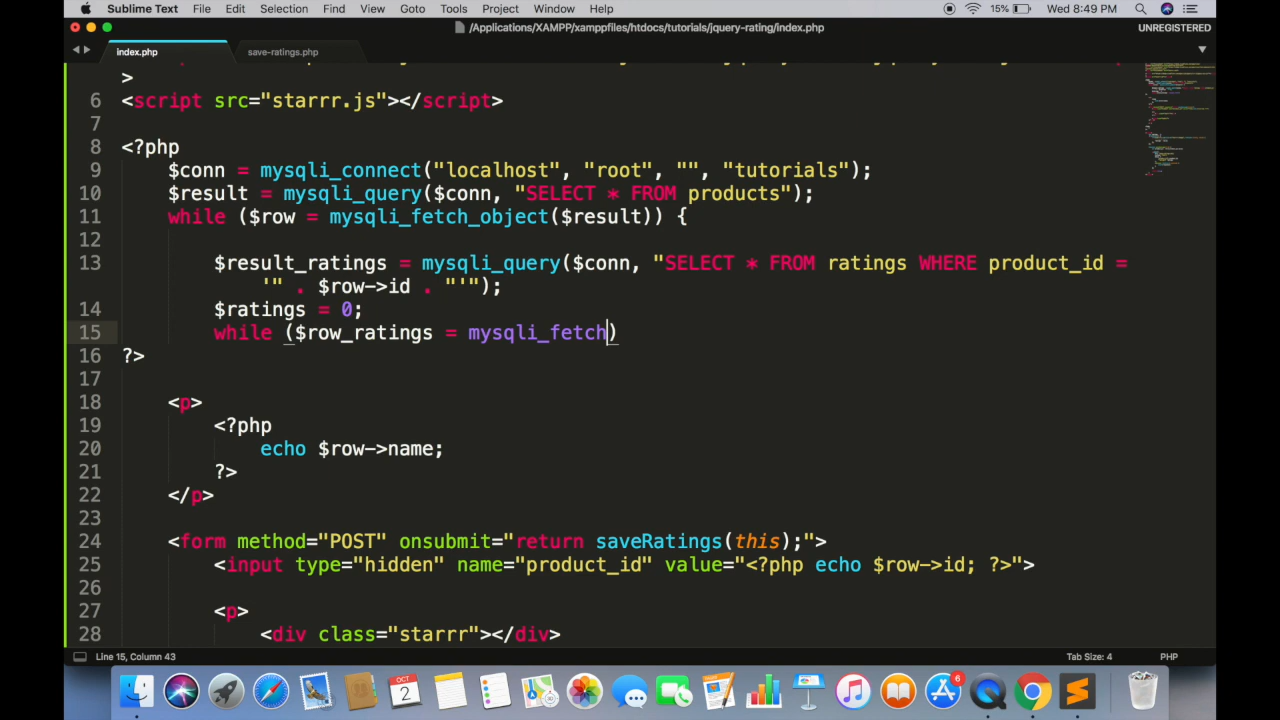 Sublime Text File Edit Selection Find View Goto Tools Project Window Help 15% Wed 8:49 PM
/Applications/XAMPP/xamppfiles/htdocs/tutorials/jquery-rating/index.php UNREGISTERED
index.php save-ratings.php
>
6 <script src="starrr.js"></script>
7
8 <?php
9 $conn = mysqli_connect("localhost", "root", "", "tutorials");
10 $result = mysqli_query($conn, "SELECT * FROM products");
11 while ($row = mysqli_fetch_object($result)) {
12
13 $result_ratings = mysqli_query($conn, "SELECT * FROM ratings WHERE product_id =
'" . $row->id . "'");
14 $ratings = 0;
15 while ($row_ratings = mysqli_fetch)
16 ?>
17
18 <p>
19 <?php
20 echo $row->name;
21 ?>
22 </p>
23
24 <form method="POST" onsubmit="return saveRatings(this);">
25 <input type="hidden" name="product_id" value="<?php echo $row->id; ?>">
26
27 <p>
28 <div class="starrr"></div>
Line 15, Column 43 Tab Size: 4 PHP
OCT
2
6